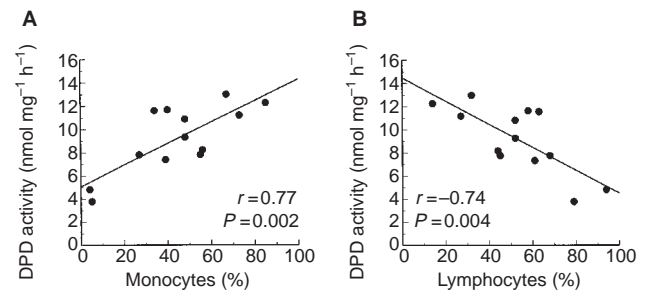 A
DPD activity (nmol mg⁻¹ h⁻¹)
16
14
12
10
8
6
4
2
0
r=0.77
P=0.002
0 20 40 60 80 100
Monocytes (%)
B
DPD activity (nmol mg⁻¹ h⁻¹)
16
14
12
10
8
6
4
2
0
r=−0.74
P=0.004
0 20 40 60 80 100
Lymphocytes (%)